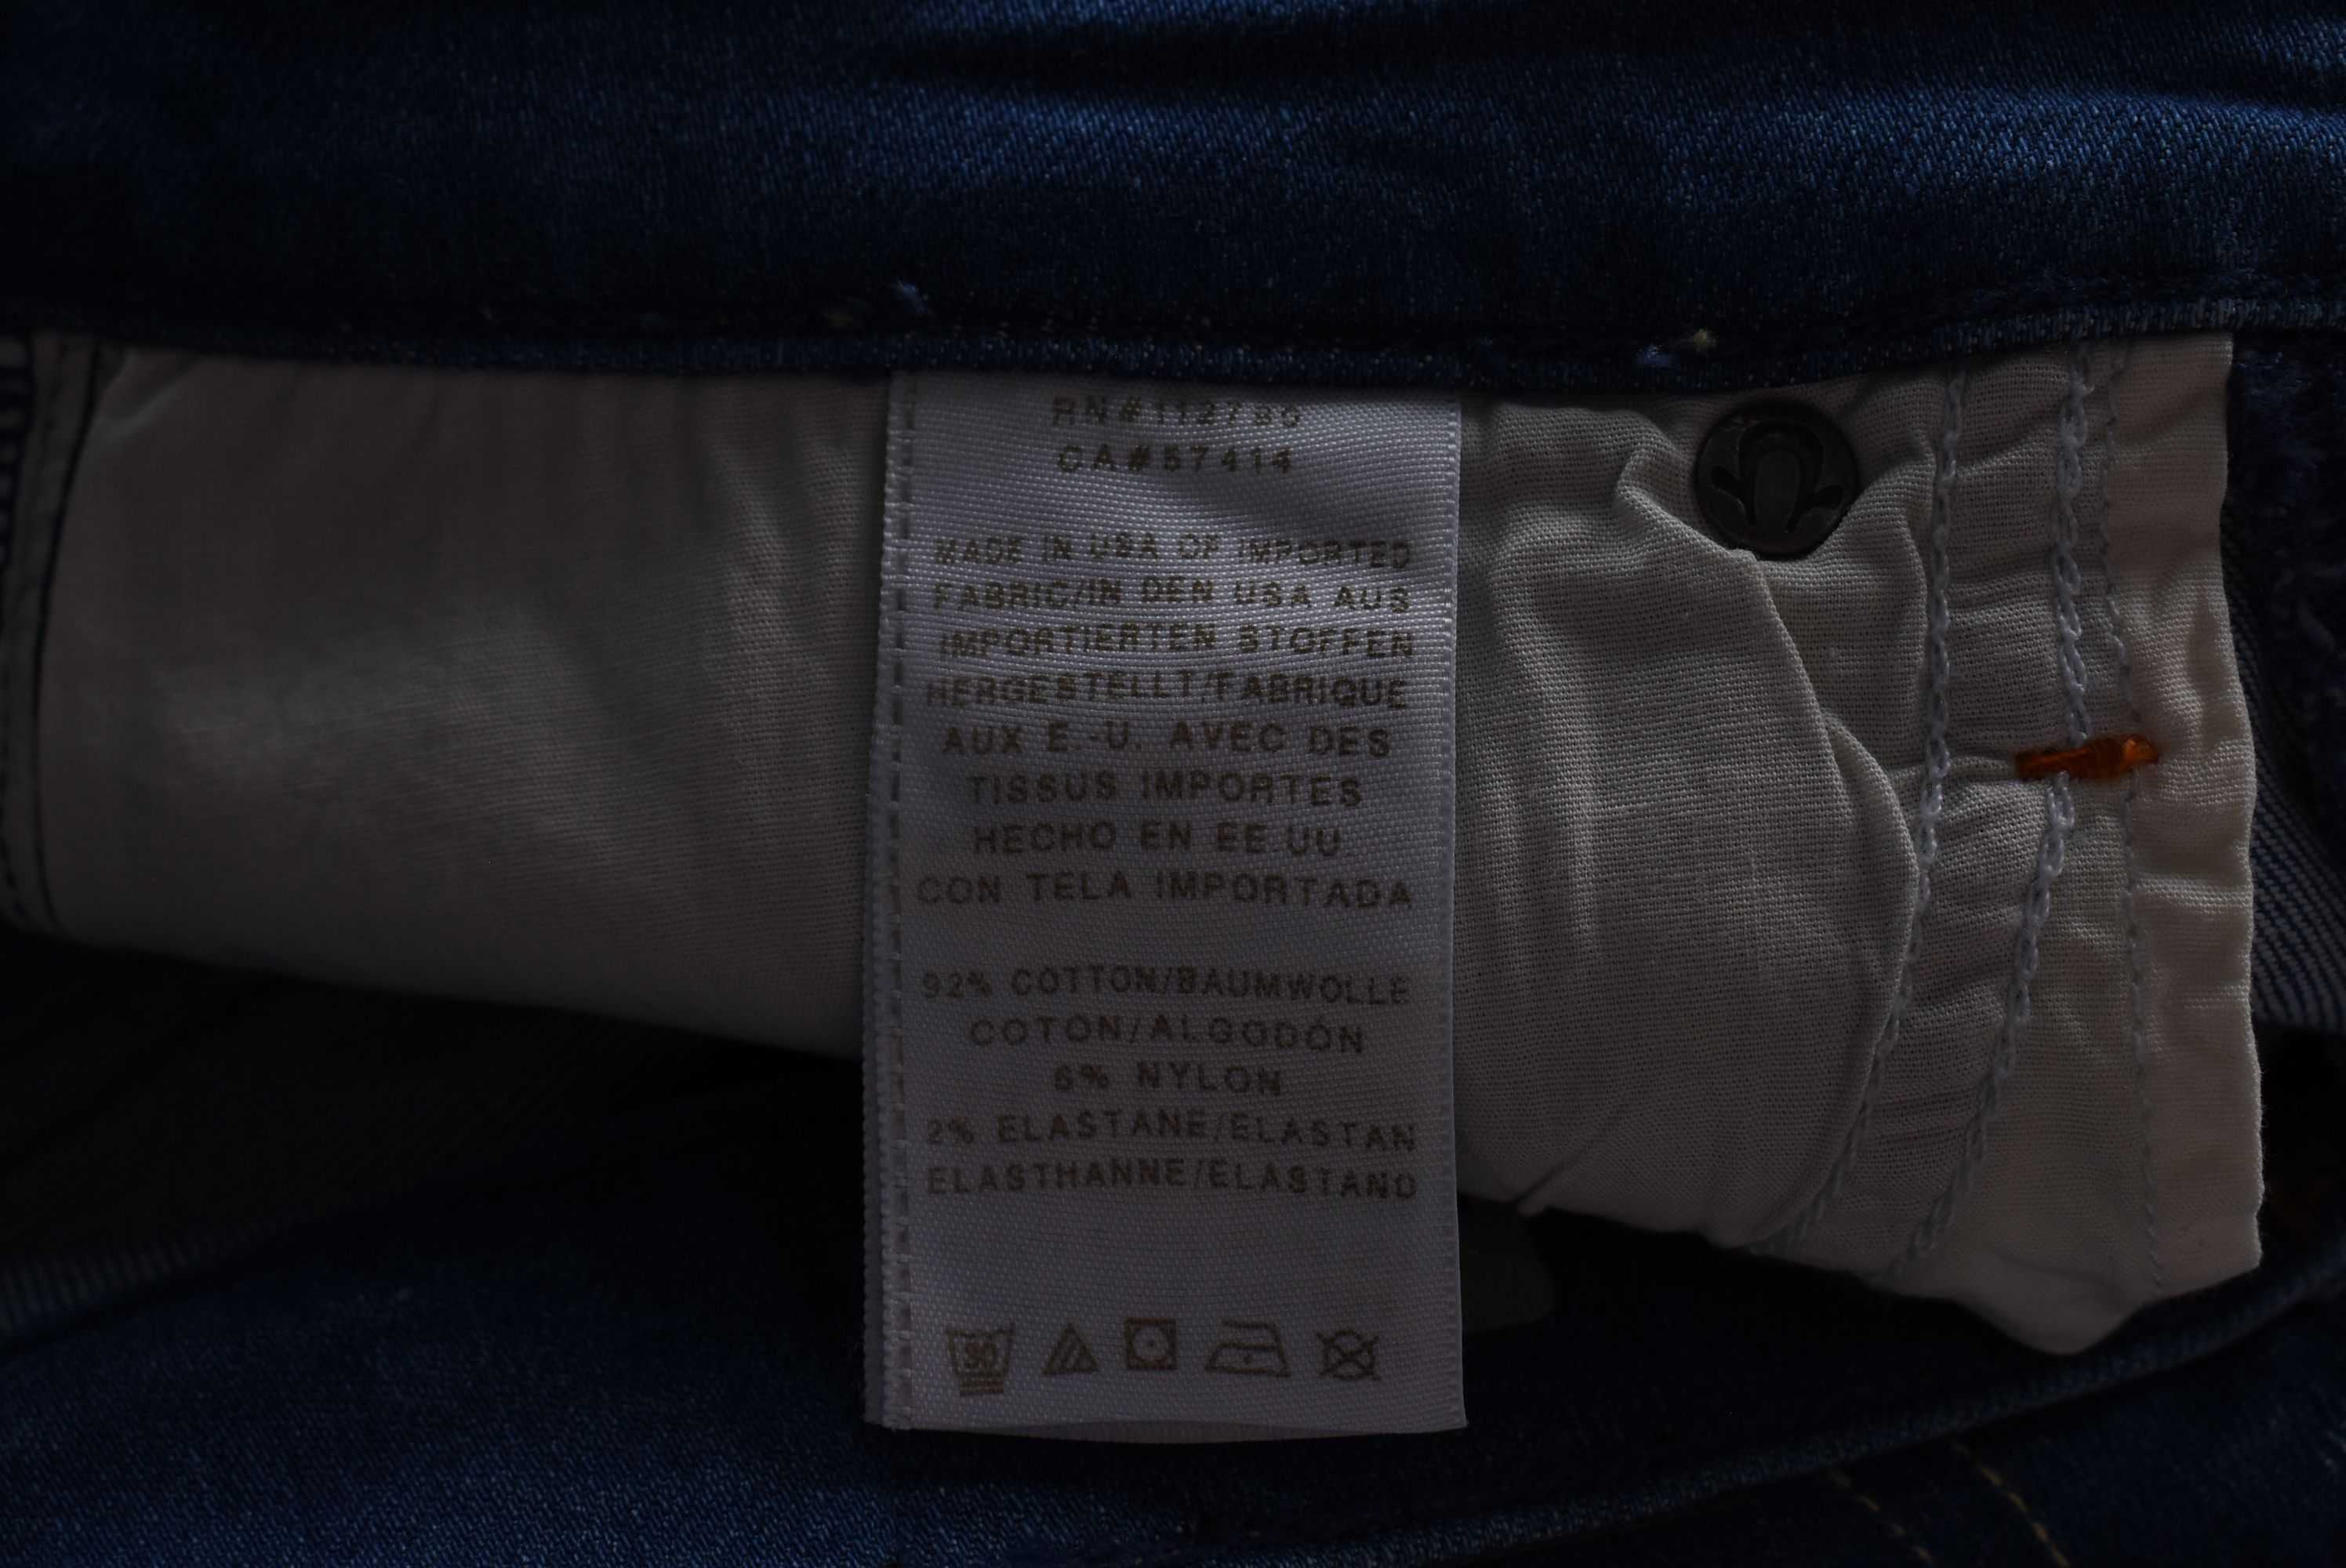 RN#112790
CA#57414
MADE IN USA OF IMPORTED
FABRIC/IN DEN USA AUS
IMPORTIERTEN STOFFEN
HERGESTELLT/FABRIQUE
AUX E.-U. AVEC DES
TISSUS IMPORTES
HECHO EN EE.UU.
CON TELA IMPORTADA
92% COTTON/BAUMWOLLE
COTON/ALGODÓN
6% NYLON
2% ELASTANE/ELASTAN
ELASTHANNE/ELASTANO
30